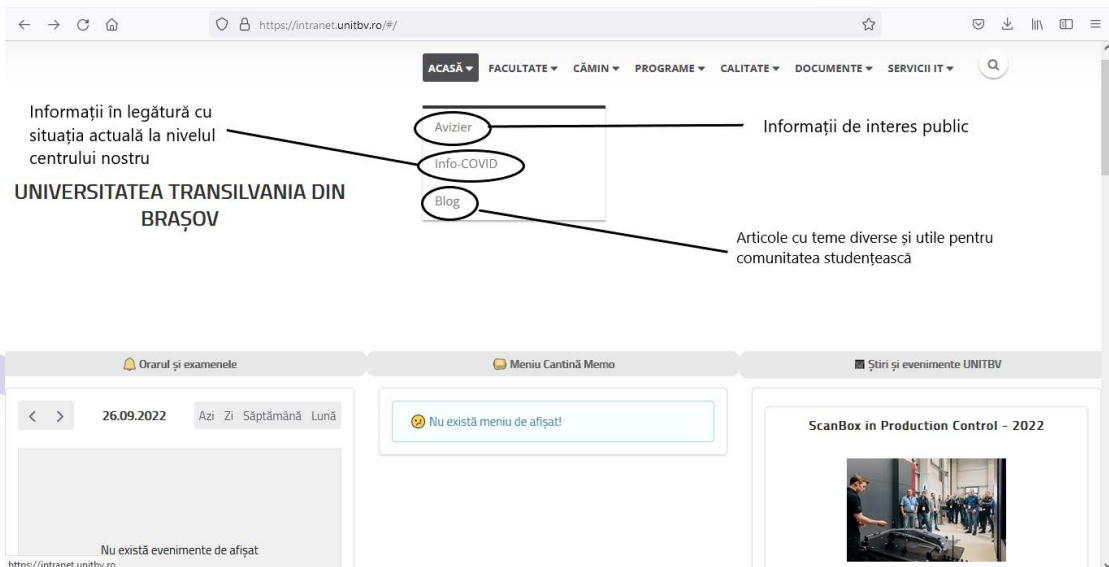 https://intranet.unitbv.ro/#/
ACASĂ FACULTATE CĂMIN PROGRAME CALITATE DOCUMENTE SERVICII IT
Informații în legătură cu
situația actuală la nivelul
centrului nostru
Avizier
Info-COVID
Blog
Informații de interes public
UNIVERSITATEA TRANSILVANIA DIN
BRAȘOV
Articole cu teme diverse și utile pentru
comunitatea studențească
Orarul și examenele
Meniu Cantină Memo
Știri și evenimente UNITBV
26.09.2022 Azi Zi Săptămână Lună
Nu există meniu de afișat!
ScanBox in Production Control - 2022
Nu există evenimente de afișat
https://intranet.unitbv.ro